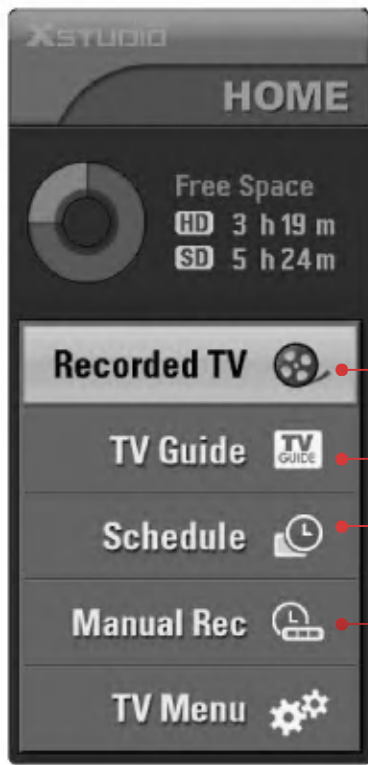 XSTUDIO
HOME
Free Space
HD 3 h 19 m
SD 5 h 24 m
Recorded TV
TV Guide TV GUIDE
Schedule
Manual Rec
TV Menu